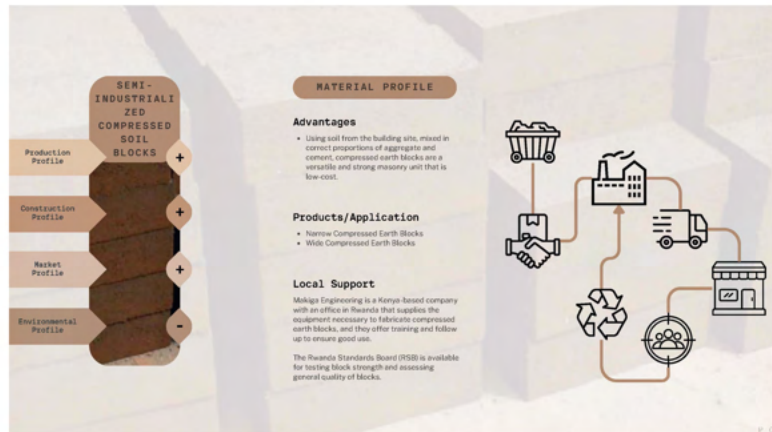 SEMI-
INDUSTRIALI
ZED
COMPRESSED
SOIL
BLOCKS
Production
Profile
+
Construction
Profile
+
Market
Profile
+
Environmental
Profile
-
MATERIAL PROFILE
Advantages
• Using soil from the building site, mixed in
correct proportions of aggregate and
cement, compressed earth blocks are a
versatile and strong masonry unit that is
low-cost.
Products/Application
• Narrow Compressed Earth Blocks
• Wide Compressed Earth Blocks
Local Support
Makiga Engineering is a Kenya-based company
with an office in Rwanda that supplies the
equipment necessary to fabricate compressed
earth blocks, and they offer training and follow
up to ensure good use.
The Rwanda Standards Board (RSB) is available
for testing block strength and assessing
general quality of blocks.